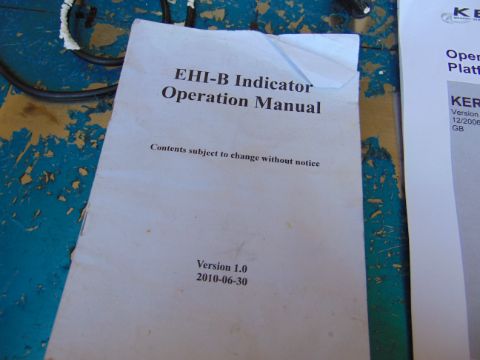 EHI-B Indicator
Operation Manual
Contents subject to change without notice
Version 1.0
2010-06-30
KE
Oper
Platf
KER
Version
12/2006
GB